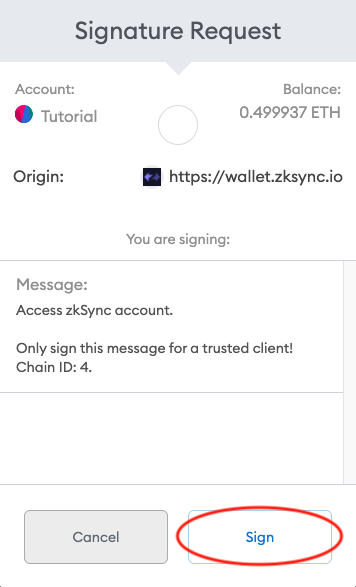 Signature Request
Account:
Balance:
Tutorial
0.499937 ETH
Origin:
https://wallet.zksync.io
You are signing:
Message:
Access zkSync account.
Only sign this message for a trusted client!
Chain ID: 4.
Cancel
Sign